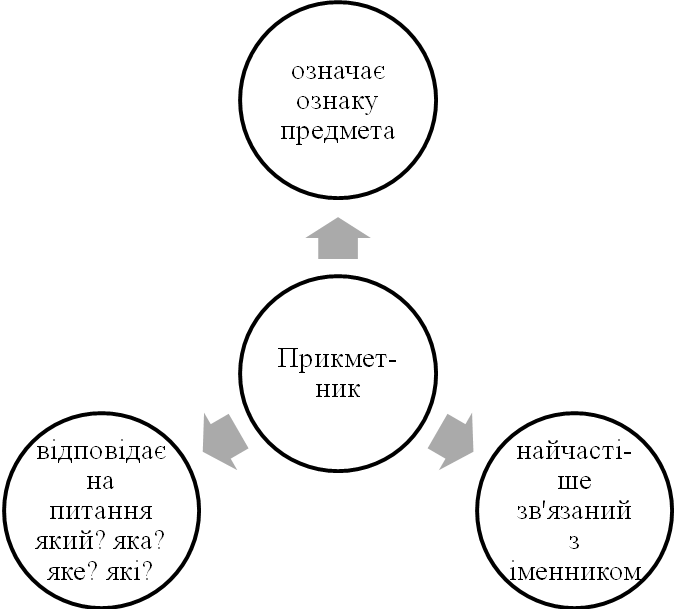 означає
ознаку
предмета
Прикмет-
ник
відповідає
на
питання
який? яка?
яке? які?
найчасті-
ше
зв'язаний
з
іменником